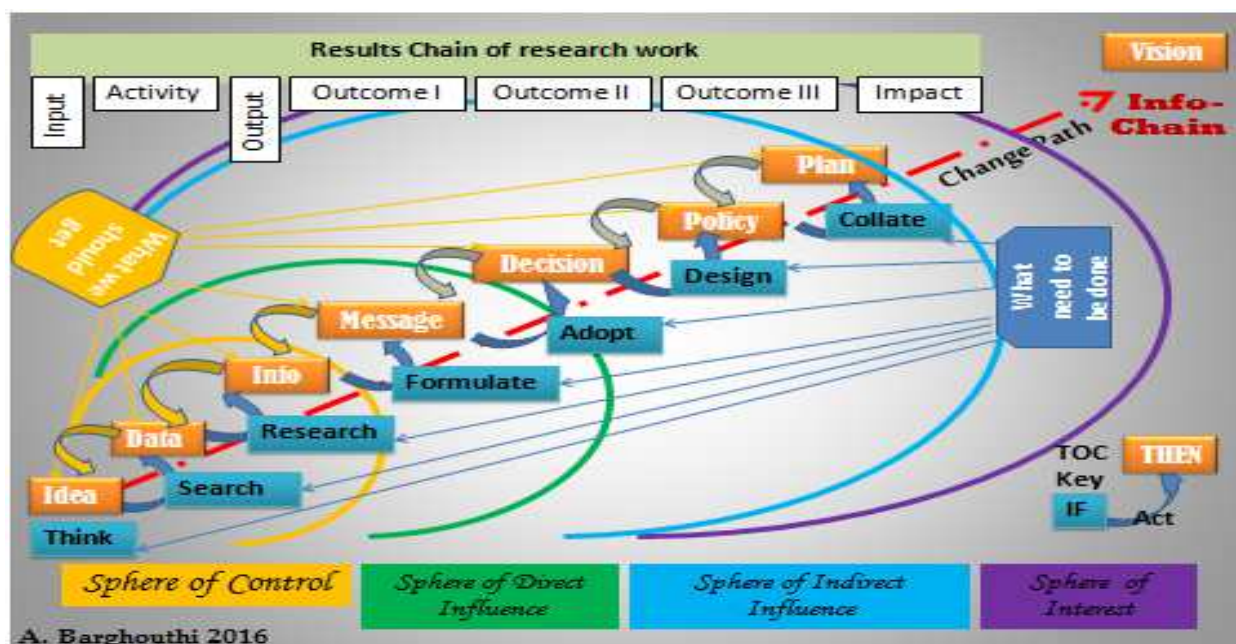 Results Chain of research work
Vision
Input
Activity
Output
Outcome I
Outcome II
Outcome III
Impact
Info-
Chain
Change Path
What we
should
get
Plan
Collate
Policy
Design
Decision
Adopt
Message
Formulate
Info
Research
Data
Search
Idea
Think
What
need to
be done
TOC
Key
THEN
IF
Act
Sphere of Control
Sphere of Direct
Influence
Sphere of Indirect
Influence
Sphere of
Interest
A. Barghouthi 2016